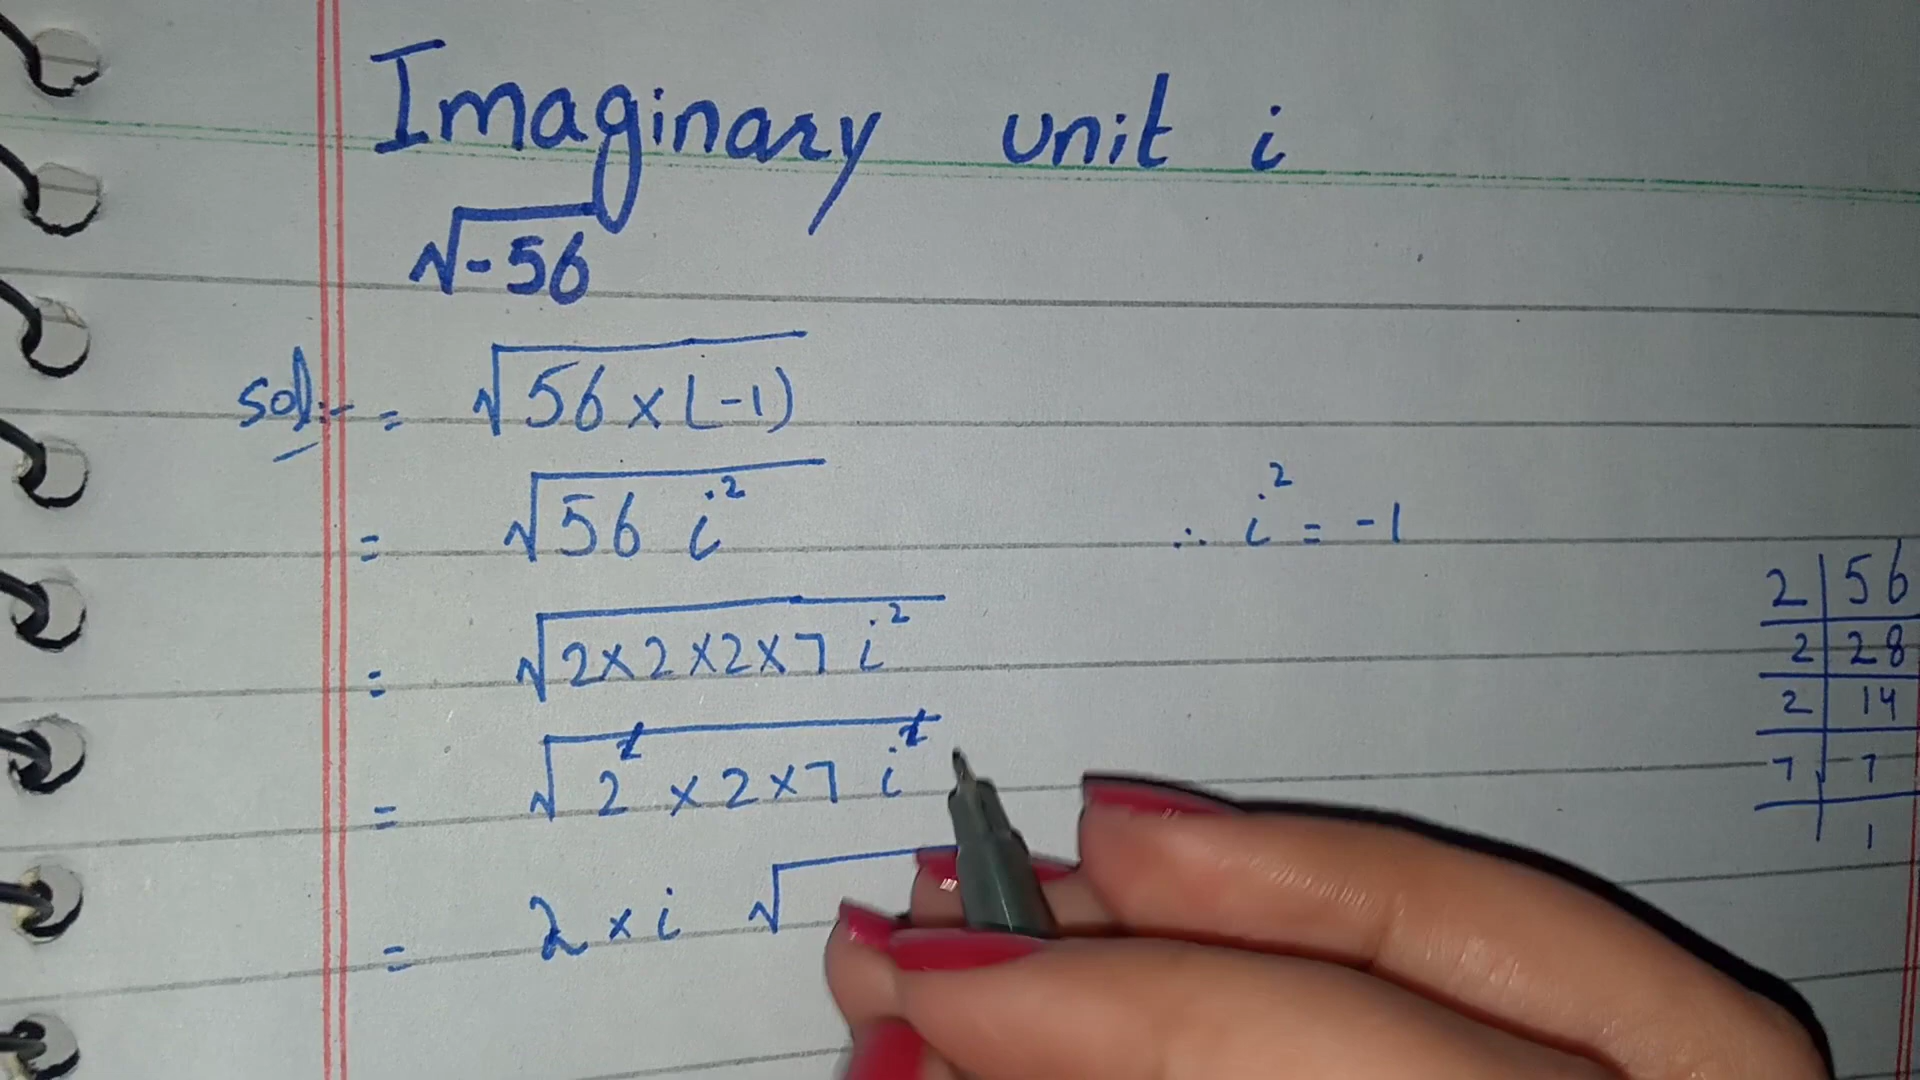 Imaginary unit i
√-56
Sol:- = √56 × (-1)
= √56 i² ∴ i² = -1
= √2×2×2×7 i²
= √2² × 2 × 7 i²
= 2 × i √
2 | 56
2 | 28
2 | 14
7 | 7
| 1